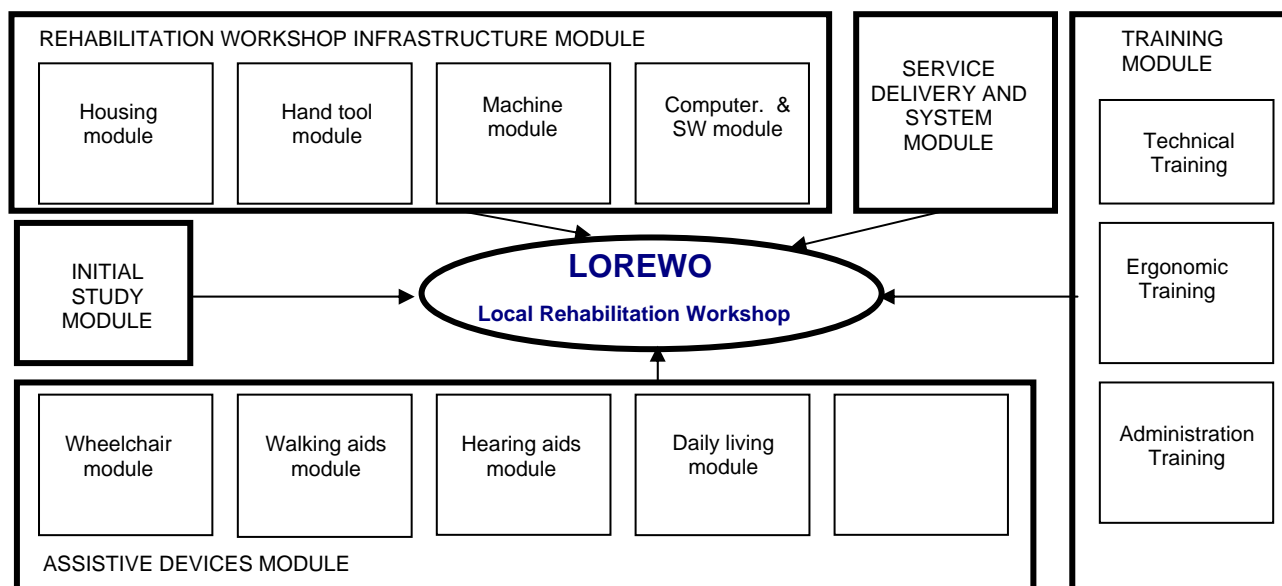 REHABILITATION WORKSHOP INFRASTRUCTURE MODULE
Housing
module
Hand tool
module
Machine
module
Computer. &
SW module
SERVICE
DELIVERY AND
SYSTEM
MODULE
TRAINING
MODULE
Technical
Training
Ergonomic
Training
Administration
Training
INITIAL
STUDY
MODULE
LOREWO
Local Rehabilitation Workshop
Wheelchair
module
Walking aids
module
Hearing aids
module
Daily living
module
ASSISTIVE DEVICES MODULE